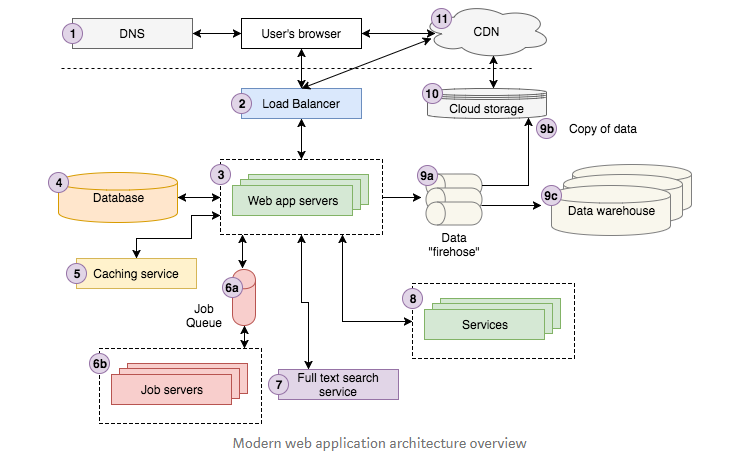 1
DNS
User's browser
11
CDN
2
Load Balancer
10
Cloud storage
9b
Copy of data
3
Web app servers
4
Database
9a
Data
"firehose"
9c
Data warehouse
5
Caching service
6a
Job
Queue
8
Services
6b
Job servers
7
Full text search
service
Modern web application architecture overview